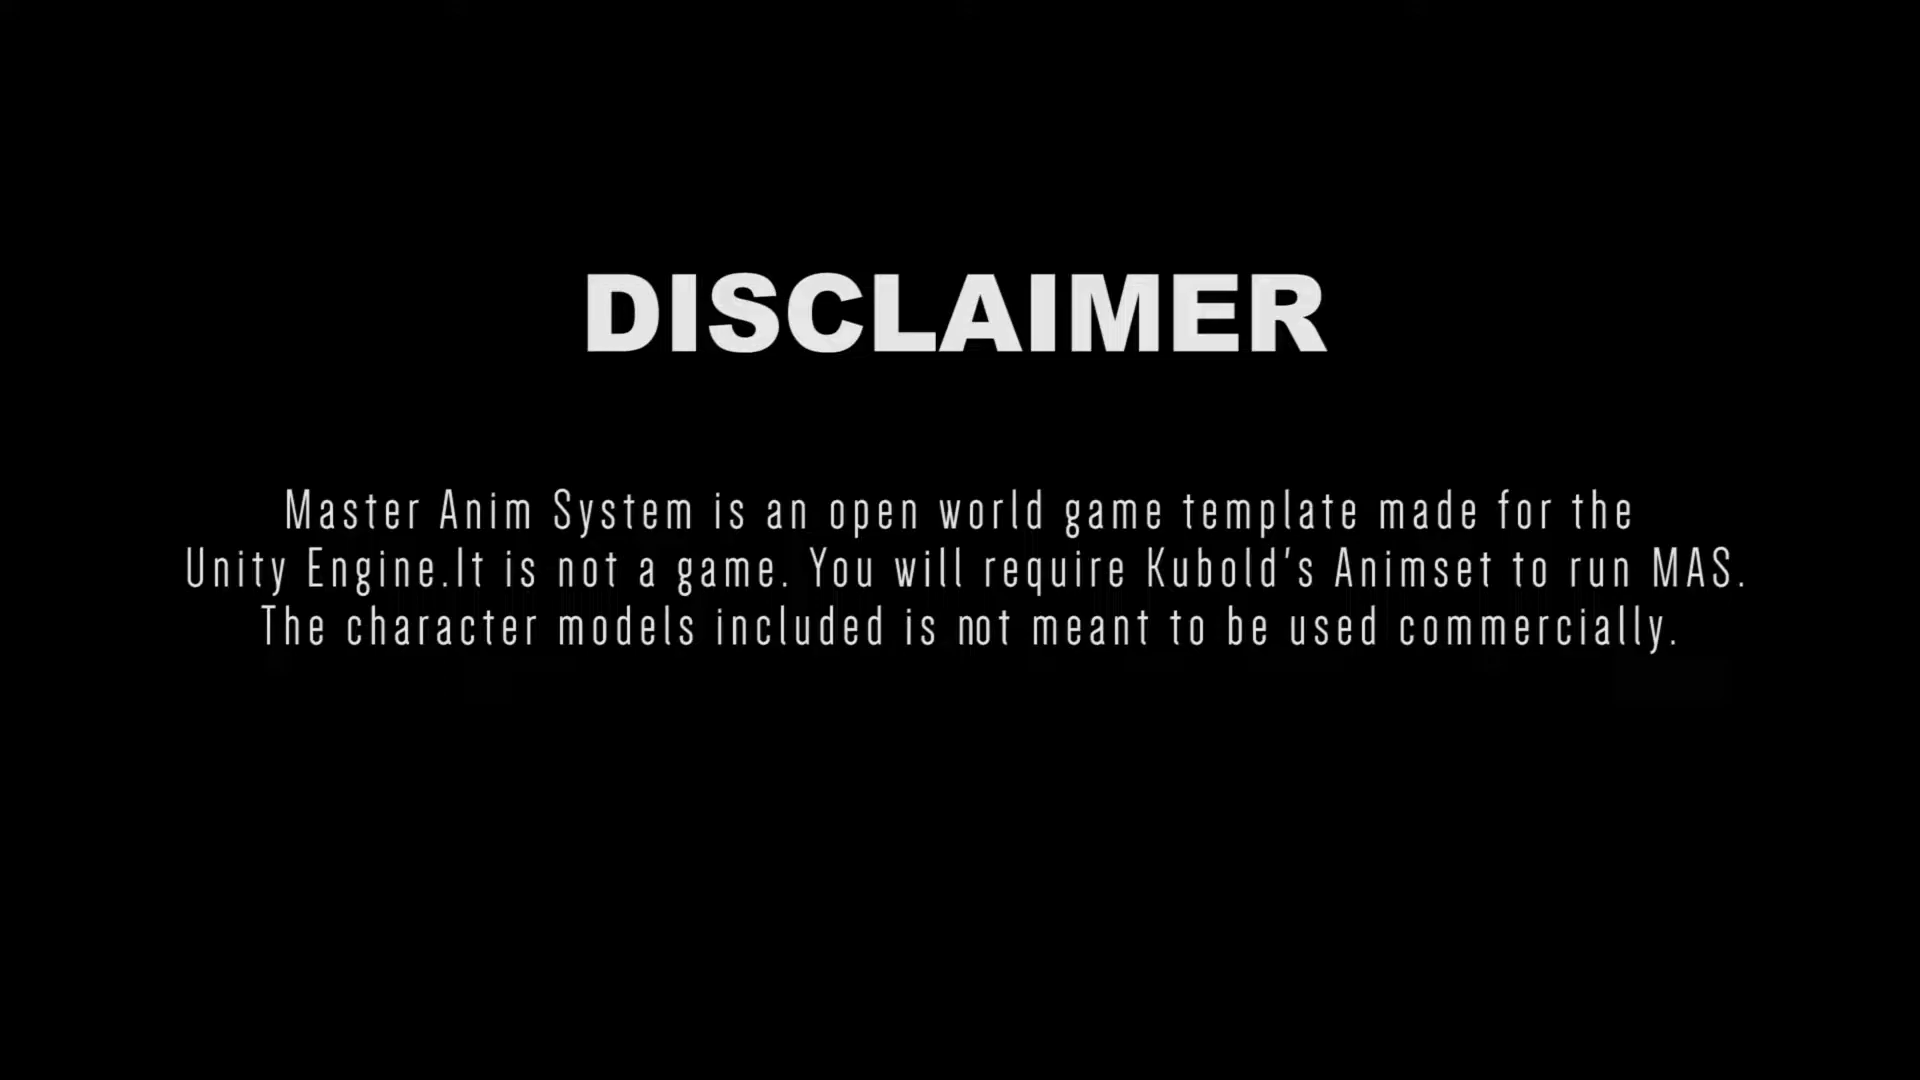 DISCLAIMER
Master Anim System is an open world game template made for the
Unity Engine.It is not a game. You will require Kubold's Animset to run MAS.
The character models included is not meant to be used commercially.